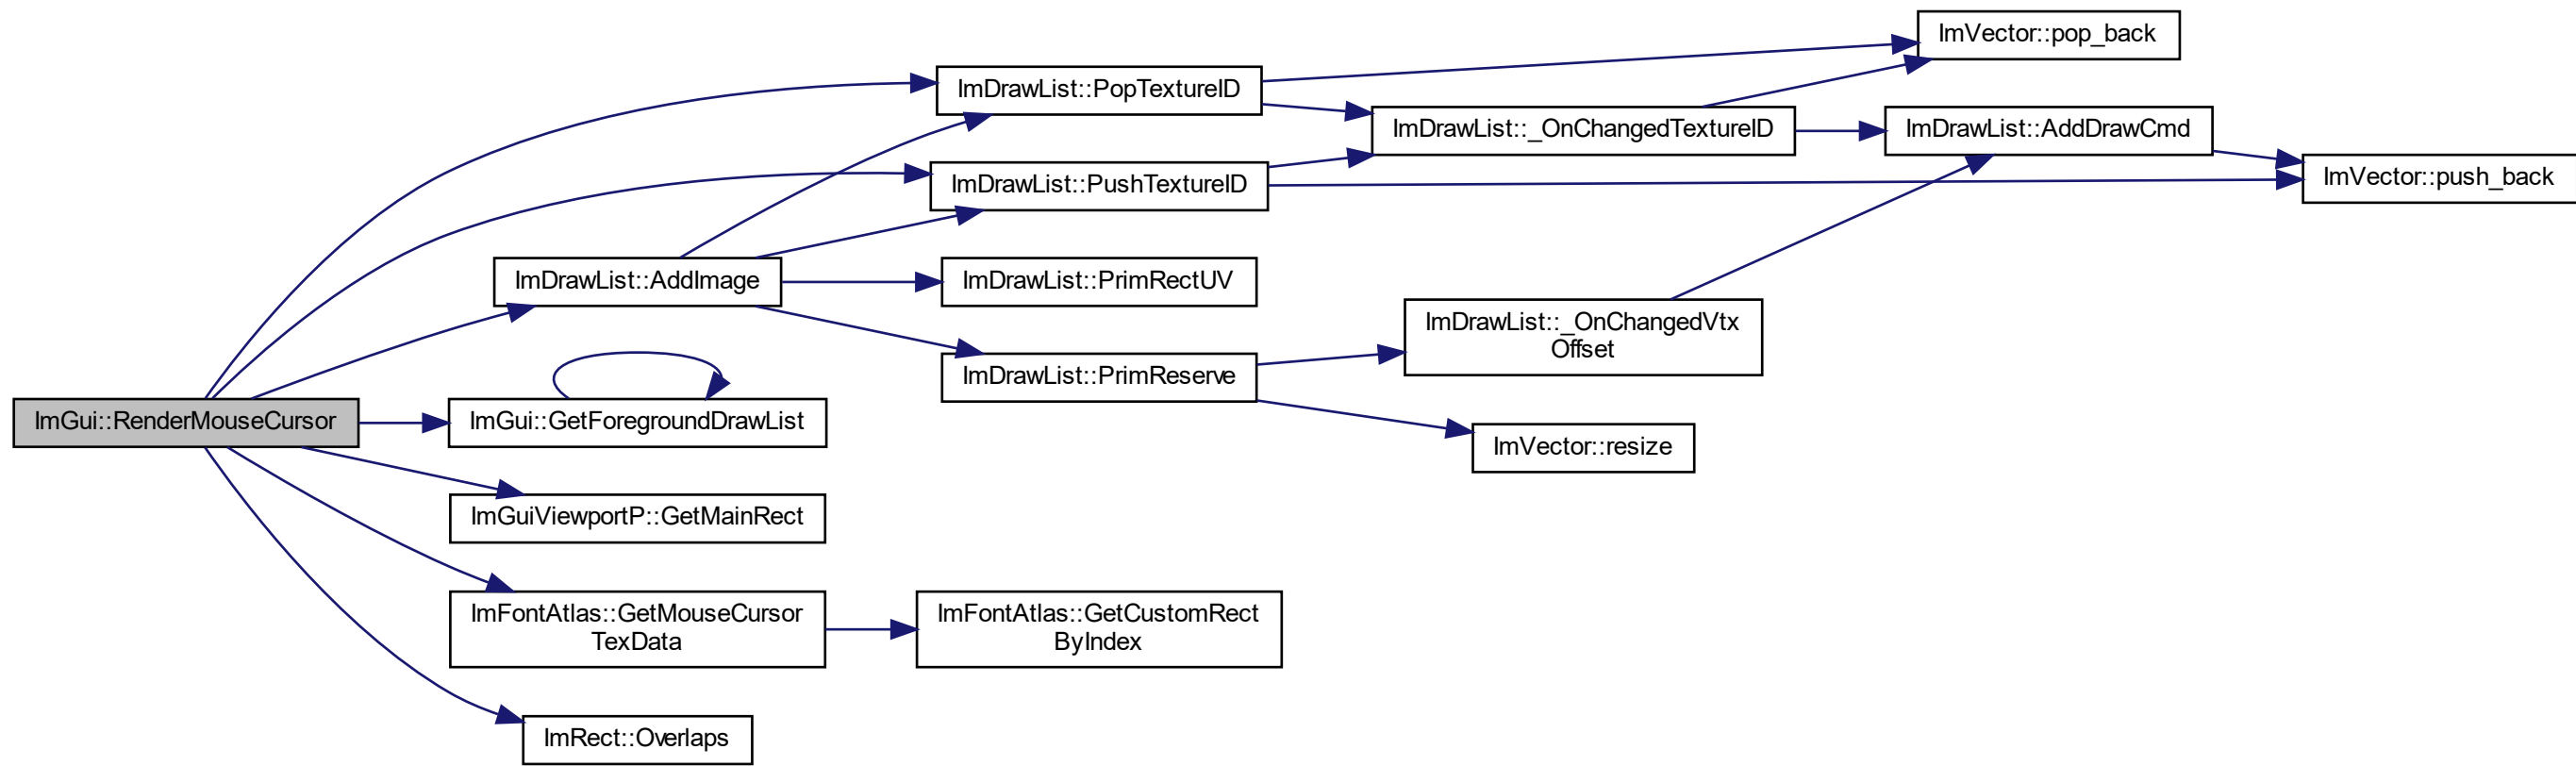 ImGui::RenderMouseCursor
ImDrawList::PopTextureID
ImDrawList::PushTextureID
ImDrawList::AddImage
ImDrawList::PrimRectUV
ImDrawList::PrimReserve
ImGui::GetForegroundDrawList
ImGuiViewportP::GetMainRect
ImFontAtlas::GetMouseCursor
TexData
ImRect::Overlaps
ImFontAtlas::GetCustomRect
ByIndex
ImDrawList::_OnChangedTextureID
ImDrawList::_OnChangedVtx
Offset
ImVector::resize
ImVector::pop_back
ImDrawList::AddDrawCmd
ImVector::push_back